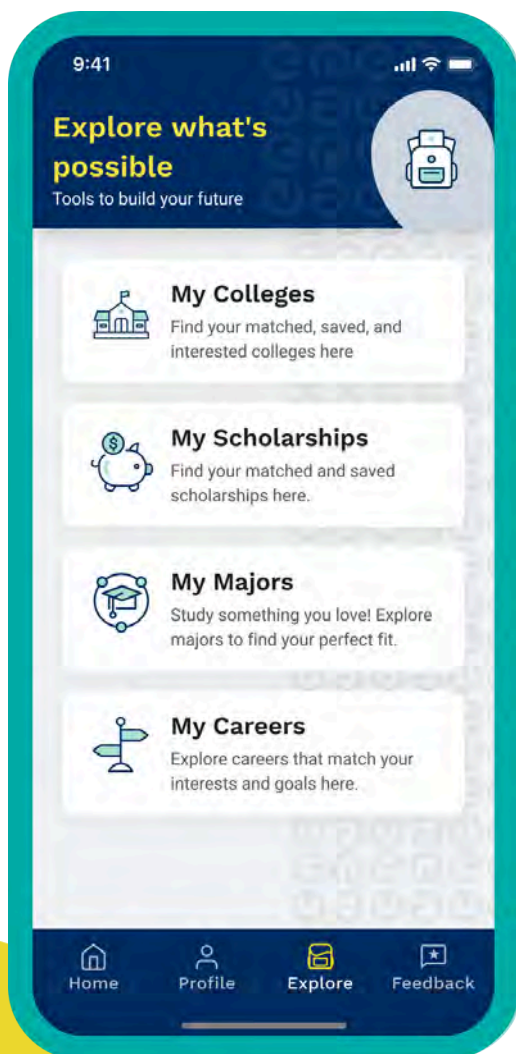 9:41
Explore what's
possible
Tools to build your future
My Colleges
Find your matched, saved, and
interested colleges here
$
My Scholarships
Find your matched and saved
scholarships here.
My Majors
Study something you love! Explore
majors to find your perfect fit.
My Careers
Explore careers that match your
interests and goals here.
Home Profile Explore Feedback